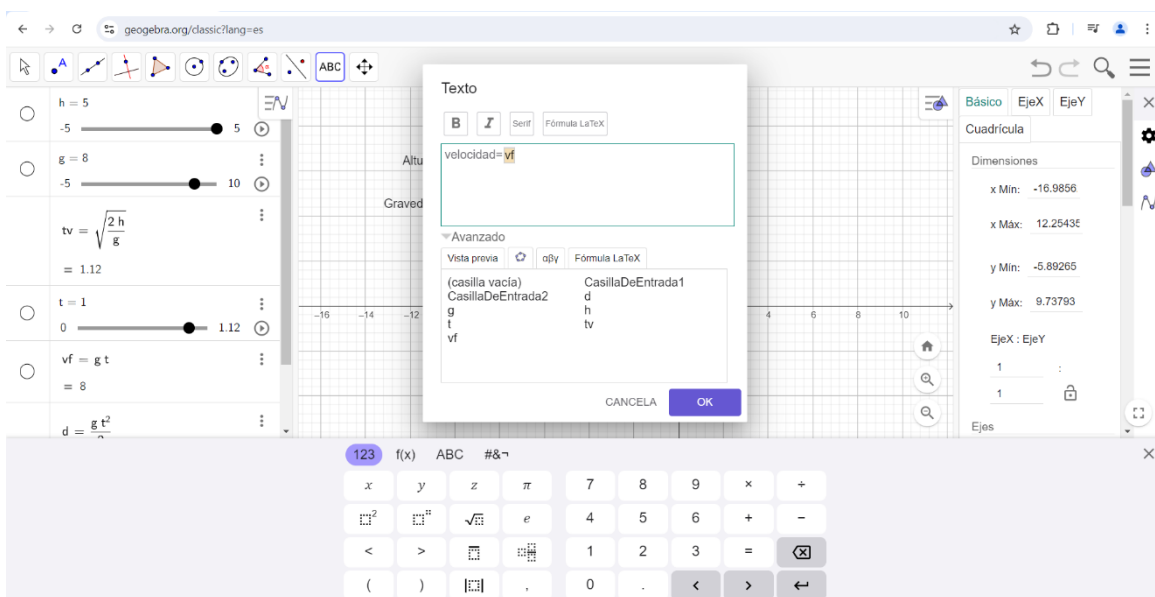 geogebra.org/classic?lang=es
A
ABC
h = 5
-5
5
g = 8
-5
10
tv = √(2 h / g)
= 1.12
t = 1
0
1.12
vf = g t
= 8
d = g t²
Altu
Graved
-16
-14
-12
4
6
8
10
Texto
B
I
Serif
Fórmula LaTeX
velocidad= vf
Avanzado
Vista previa
αβγ
Fórmula LaTeX
(casilla vacía)
CasillaDeEntrada1
CasillaDeEntrada2
d
g
h
t
tv
vf
CANCELA
OK
Básico
EjeX
EjeY
Cuadrícula
Dimensiones
x Mín: -16.9856
x Máx: 12.25435
y Mín: -5.89265
y Máx: 9.73793
EjeX : EjeY
1
:
1
Ejes
123
f(x)
ABC
#&¬
x y z π 7 8 9 × ÷
2 √ e 4 5 6 + −
< > 1 2 3 =
( ) , 0 . < >